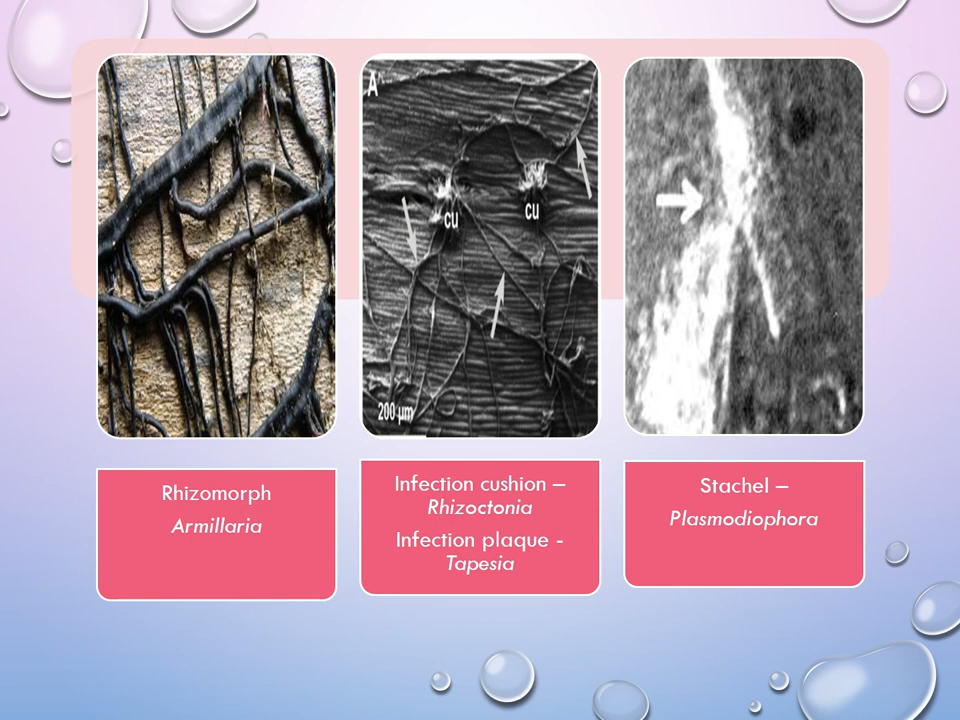 A
cu
cu
200 µm
Rhizomorph
Armillaria
Infection cushion –
Rhizoctonia
Infection plaque -
Tapesia
Stachel –
Plasmodiophora